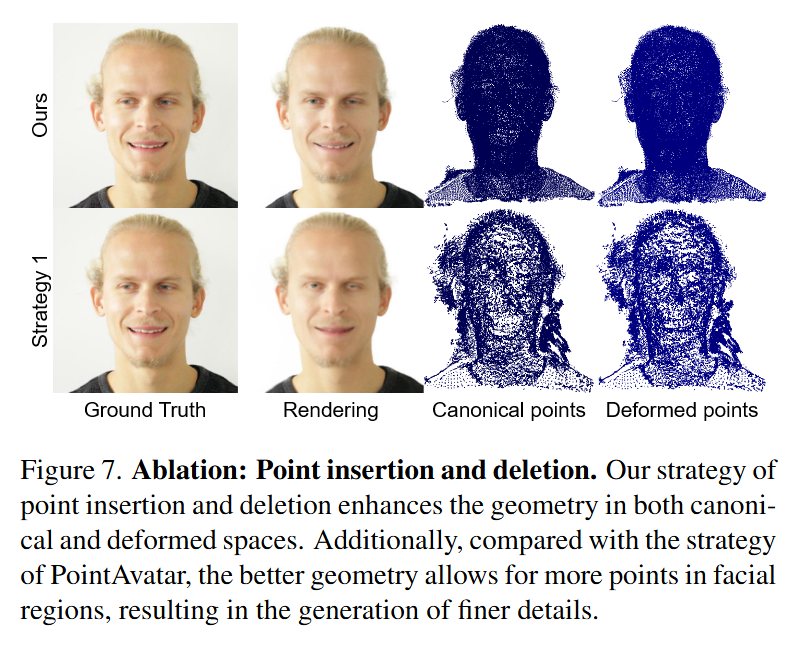 Ours
Strategy 1
Ground Truth Rendering Canonical points Deformed points
Figure 7. Ablation: Point insertion and deletion. Our strategy of
point insertion and deletion enhances the geometry in both canoni-
cal and deformed spaces. Additionally, compared with the strategy
of PointAvatar, the better geometry allows for more points in facial
regions, resulting in the generation of finer details.